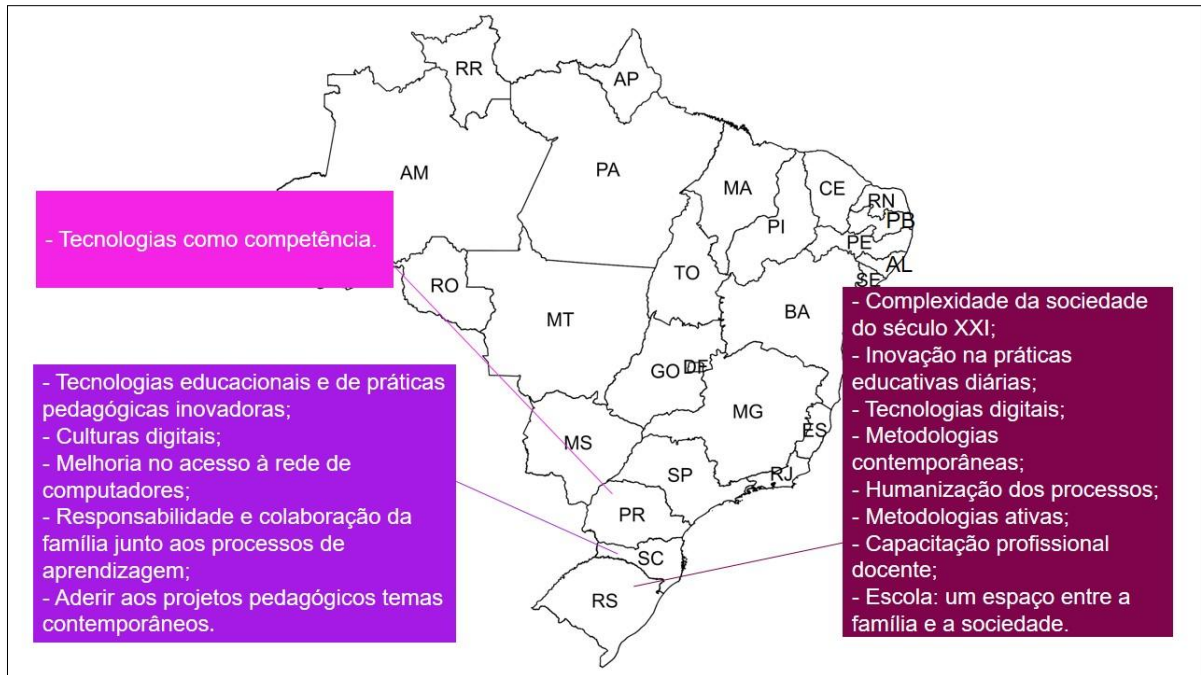 RR
AP
AM
PA
MA
CE
RN
PB
PI
PE
AL
SE
TO
RO
BA
MT
GO
DF
MG
ES
MS
SP
RJ
PR
SC
RS
- Tecnologias como competência.
- Tecnologias educacionais e de práticas
pedagógicas inovadoras;
- Culturas digitais;
- Melhoria no acesso à rede de
computadores;
- Responsabilidade e colaboração da
família junto aos processos de
aprendizagem;
- Aderir aos projetos pedagógicos temas
contemporâneos.
- Complexidade da sociedade
do século XXI;
- Inovação na práticas
educativas diárias;
- Tecnologias digitais;
- Metodologias
contemporâneas;
- Humanização dos processos;
- Metodologias ativas;
- Capacitação profissional
docente;
- Escola: um espaço entre a
família e a sociedade.